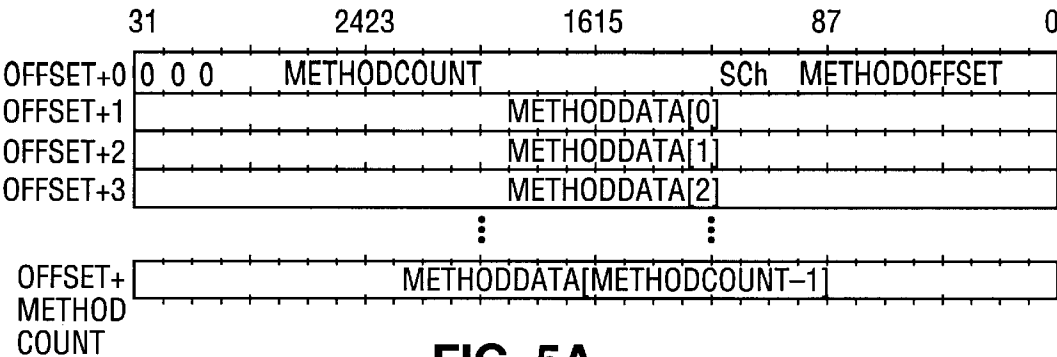 31 2423 1615 87 0
OFFSET+0 0 0 0 METHODCOUNT SCh METHODOFFSET
OFFSET+1 METHODDATA[0]
OFFSET+2 METHODDATA[1]
OFFSET+3 METHODDATA[2]
OFFSET+ METHODDATA[METHODCOUNT-1]
METHOD
COUNT
FIG. 5A